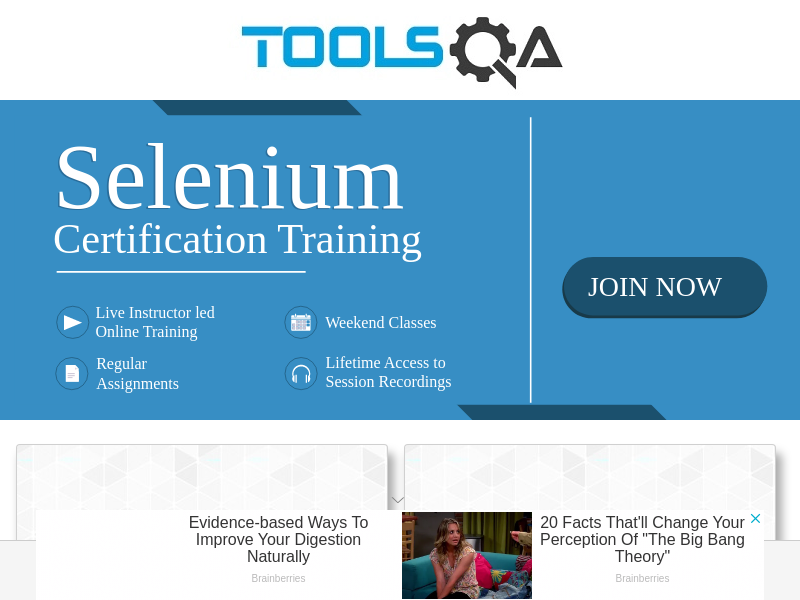 TOOLSQA
Selenium
Certification Training
JOIN NOW
Live Instructor led
Online Training
Weekend Classes
Regular
Assignments
Lifetime Access to
Session Recordings
Evidence-based Ways To
Improve Your Digestion
Naturally
Brainberries
20 Facts That'll Change Your
Perception Of "The Big Bang
Theory"
Brainberries